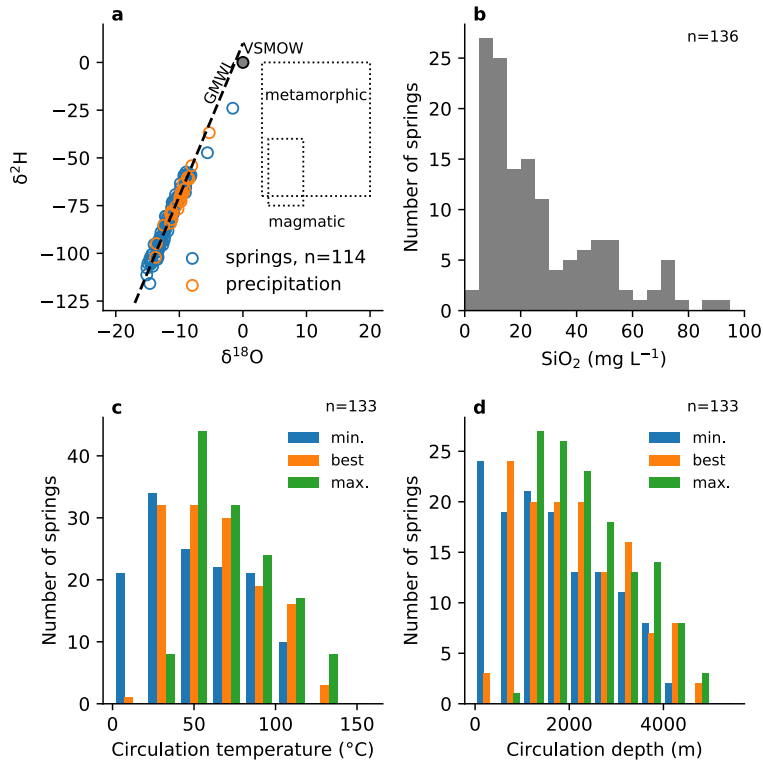 a
VSMOW
GMWL
metamorphic
magmatic
springs, n=114
precipitation
δ²H
0
−25
−50
−75
−100
−125
−20 −10 0 10 20
δ¹⁸O
b
n=136
Number of springs
25
20
15
10
5
0
0 20 40 60 80 100
SiO₂ (mg L⁻¹)
c
n=133
min.
best
max.
Number of springs
40
30
20
10
0
0 50 100 150
Circulation temperature (°C)
d
n=133
min.
best
max.
Number of springs
25
20
15
10
5
0
0 2000 4000
Circulation depth (m)